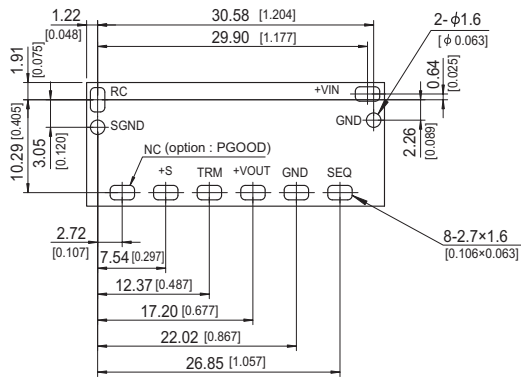 1.22
[0.048]
30.58 [1.204]
29.90 [1.177]
2-φ1.6
[φ 0.063]
1.91
[0.075]
0.64
[0.025]
RC
+VIN
10.29 [0.405]
3.05
[0.120]
SGND
GND
2.26
[0.089]
NC (option : PGOOD)
+S
TRM
+VOUT
GND
SEQ
2.72
[0.107]
8-2.7×1.6
[0.106×0.063]
7.54 [0.297]
12.37 [0.487]
17.20 [0.677]
22.02 [0.867]
26.85 [1.057]